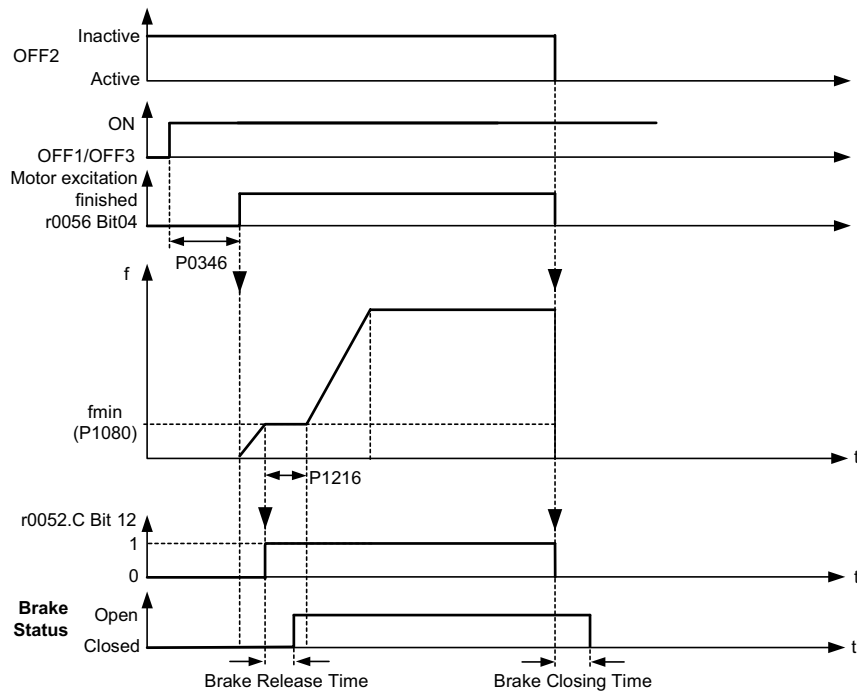 Inactive
OFF2
Active
ON
OFF1/OFF3
Motor excitation
finished
r0056 Bit04
P0346
f
fmin
(P1080)
t
P1216
r0052.C Bit 12
1
0
t
Brake
Status
Open
Closed
t
Brake Release Time
Brake Closing Time